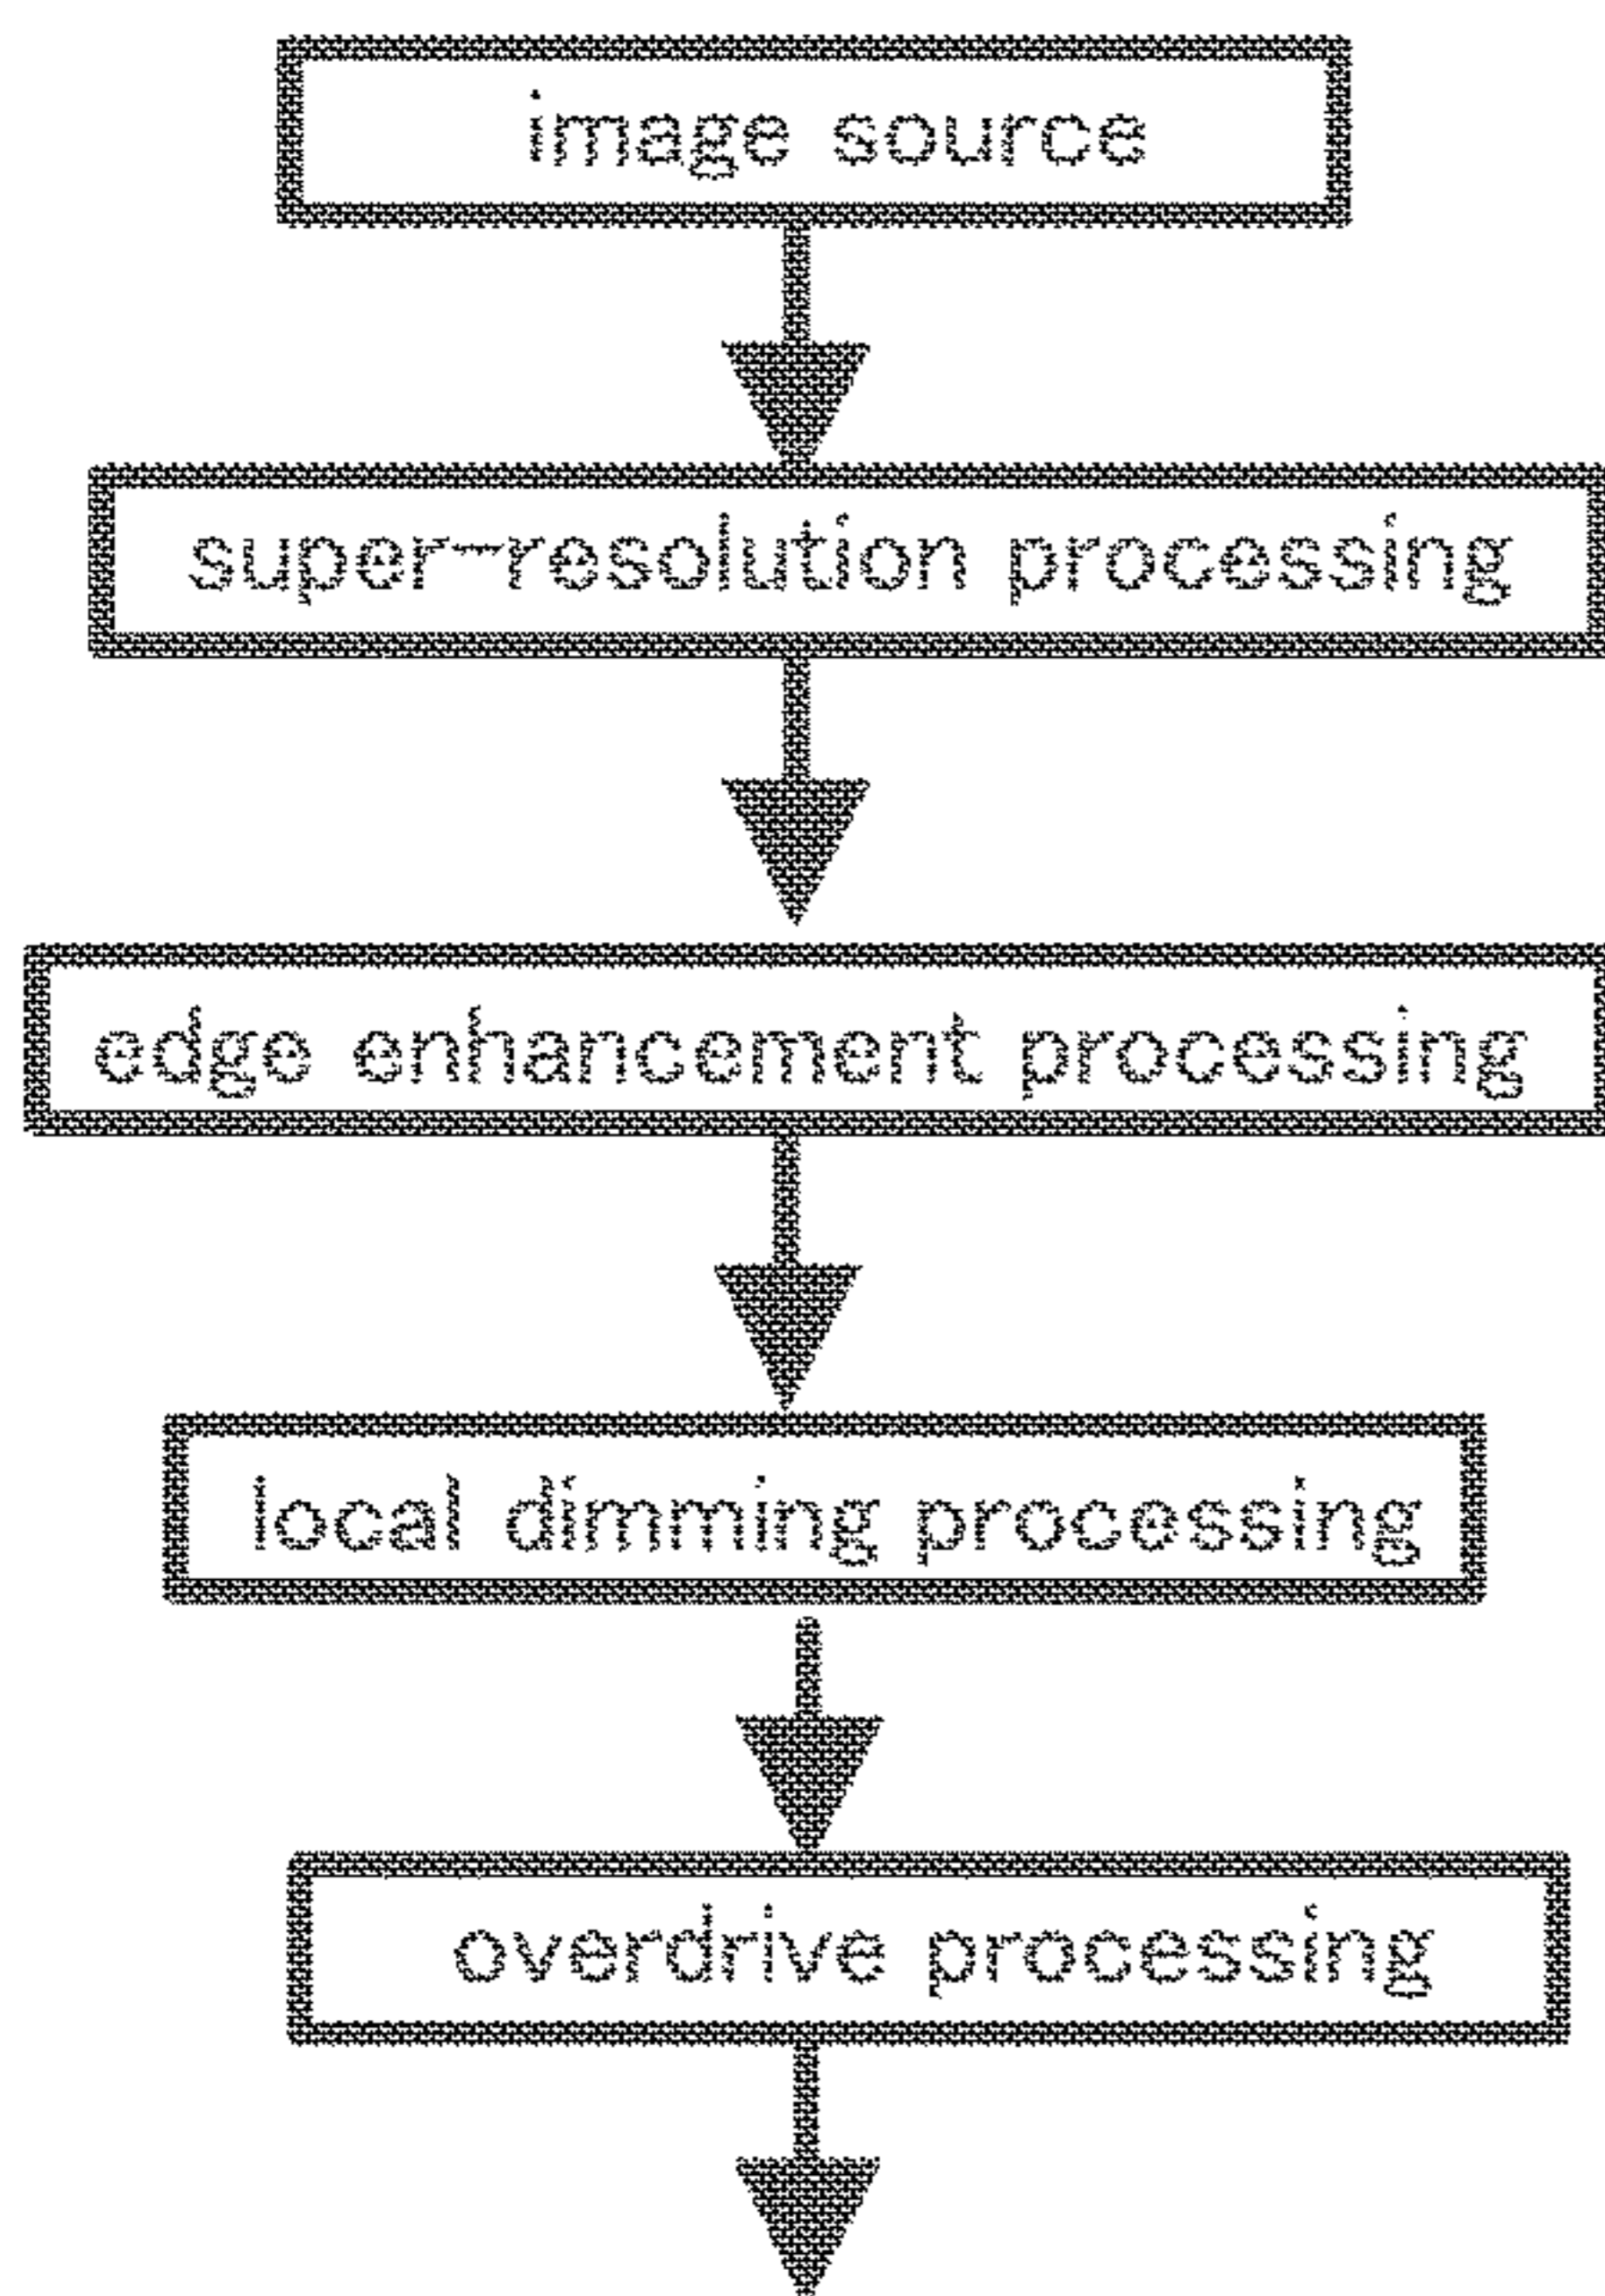 image source
super-resolution processing
edge enhancement processing
local dimming processing
overdrive processing